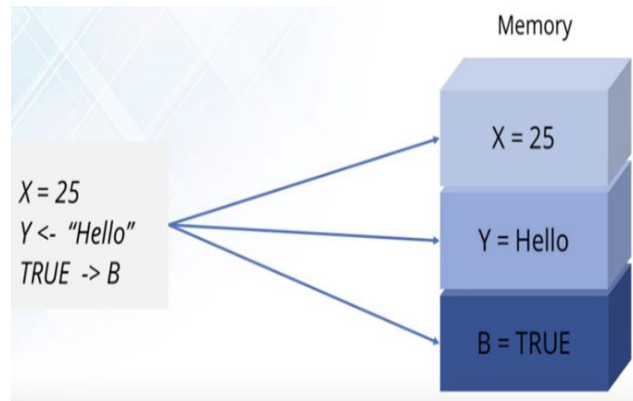 Memory
X = 25
Y <- “Hello”
TRUE -> B
X = 25
Y = Hello
B = TRUE